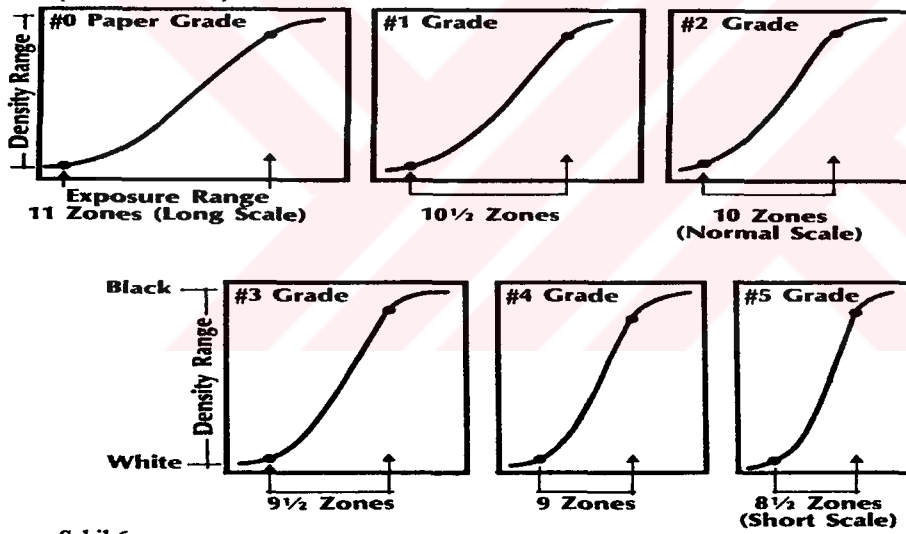 #0 Paper Grade
#1 Grade
#2 Grade
Density Range
Exposure Range
11 Zones (Long Scale)
10½ Zones
10 Zones
(Normal Scale)
Black
#3 Grade
#4 Grade
#5 Grade
Density Range
White
9½ Zones
9 Zones
8½ Zones
(Short Scale)